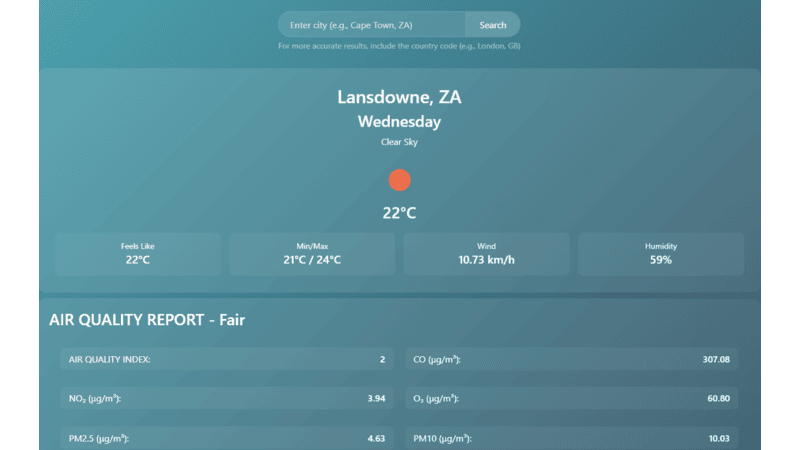 Enter city (e.g., Cape Town, ZA) Search
For more accurate results, include the country code (e.g., London, GB)
Lansdowne, ZA
Wednesday
Clear Sky
22°C
Feels Like
22°C
Min/Max
21°C / 24°C
Wind
10.73 km/h
Humidity
59%
AIR QUALITY REPORT - Fair
AIR QUALITY INDEX: 2
CO (µg/m³): 307.08
NO₂ (µg/m³): 3.94
O₃ (µg/m³): 60.80
PM2.5 (µg/m³): 4.63
PM10 (µg/m³): 10.03